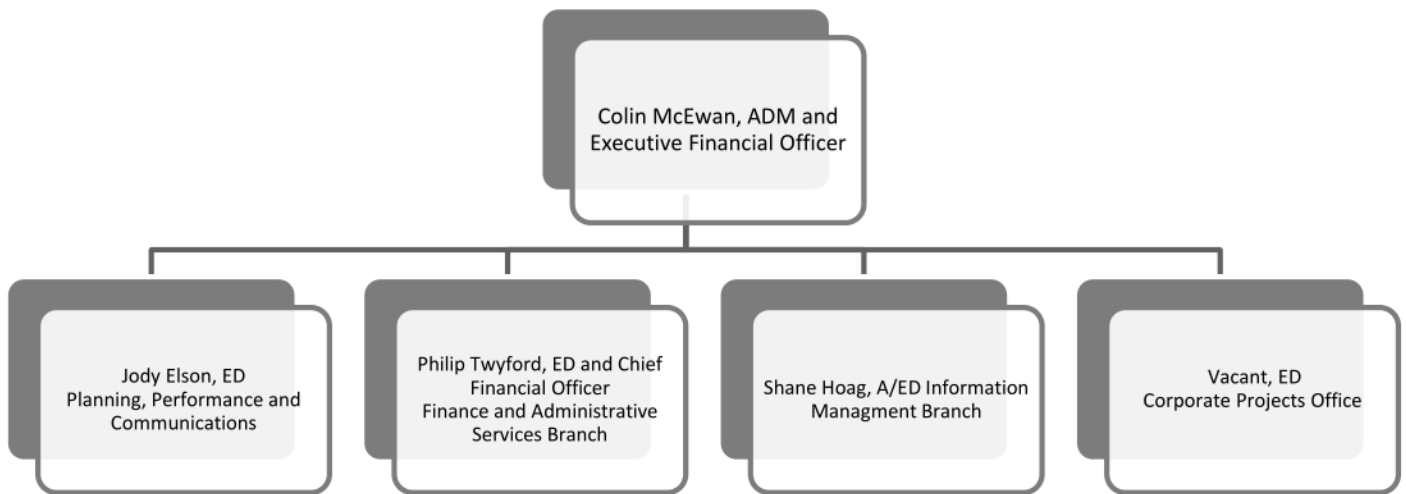 Colin McEwan, ADM and
Executive Financial Officer
Jody Elson, ED
Planning, Performance and
Communications
Philip Twyford, ED and Chief
Financial Officer
Finance and Administrative
Services Branch
Shane Hoag, A/ED Information
Managment Branch
Vacant, ED
Corporate Projects Office